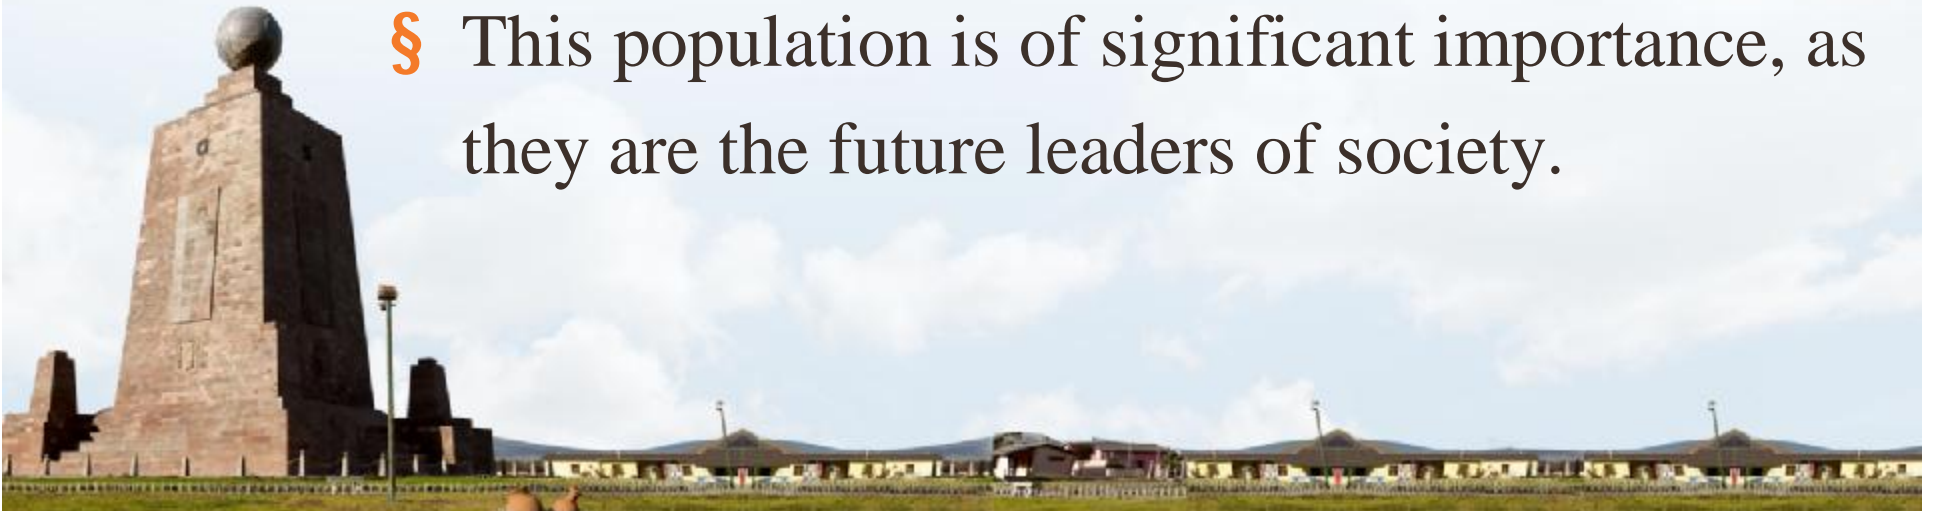 § This population is of significant importance, as
they are the future leaders of society.